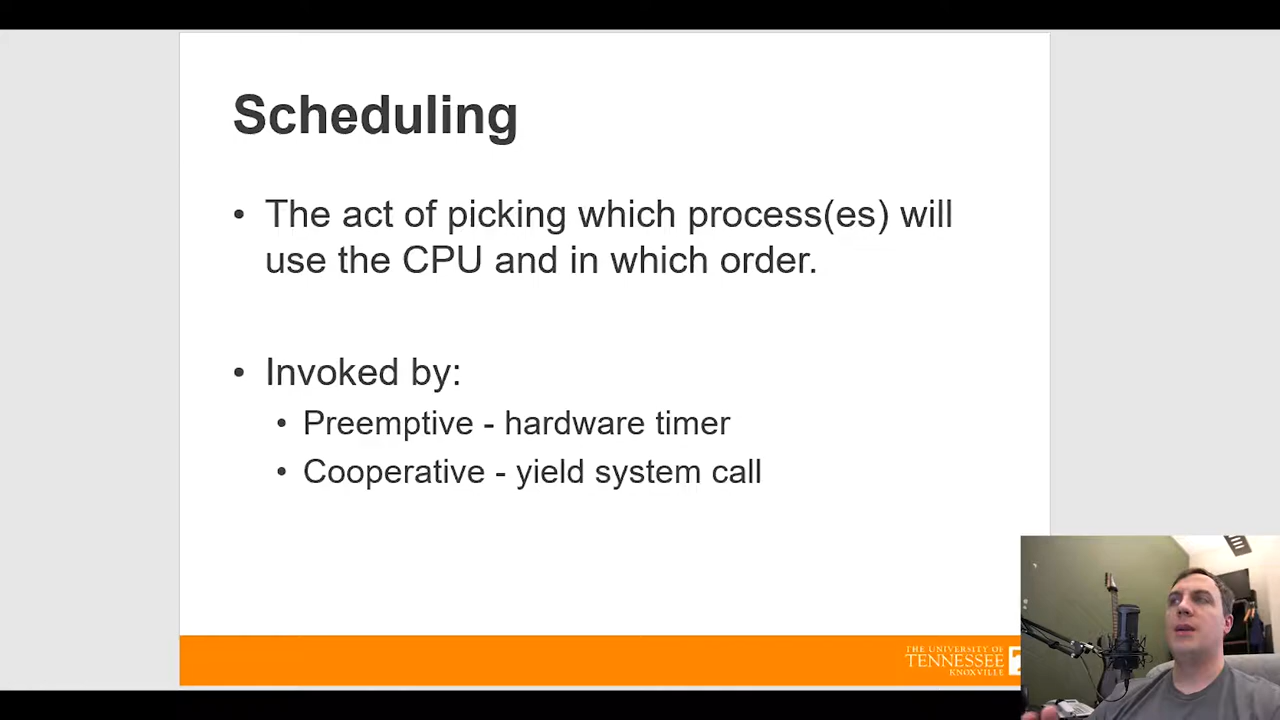 Scheduling
• The act of picking which process(es) will
use the CPU and in which order.
• Invoked by:
• Preemptive - hardware timer
• Cooperative - yield system call
THE UNIVERSITY OF
TENNESSEE
KNOXVILLE